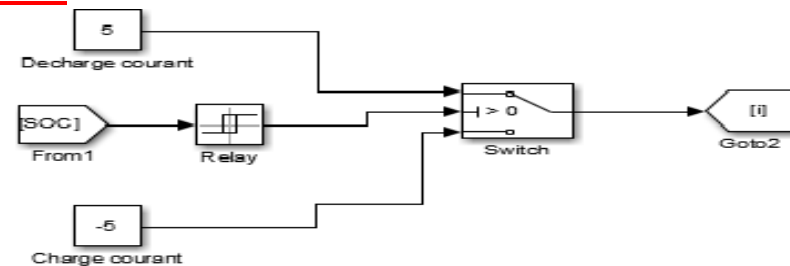 5
Decharge courant
[SOC]
From1
Relay
> 0
Switch
[i]
Goto2
-5
Charge courant